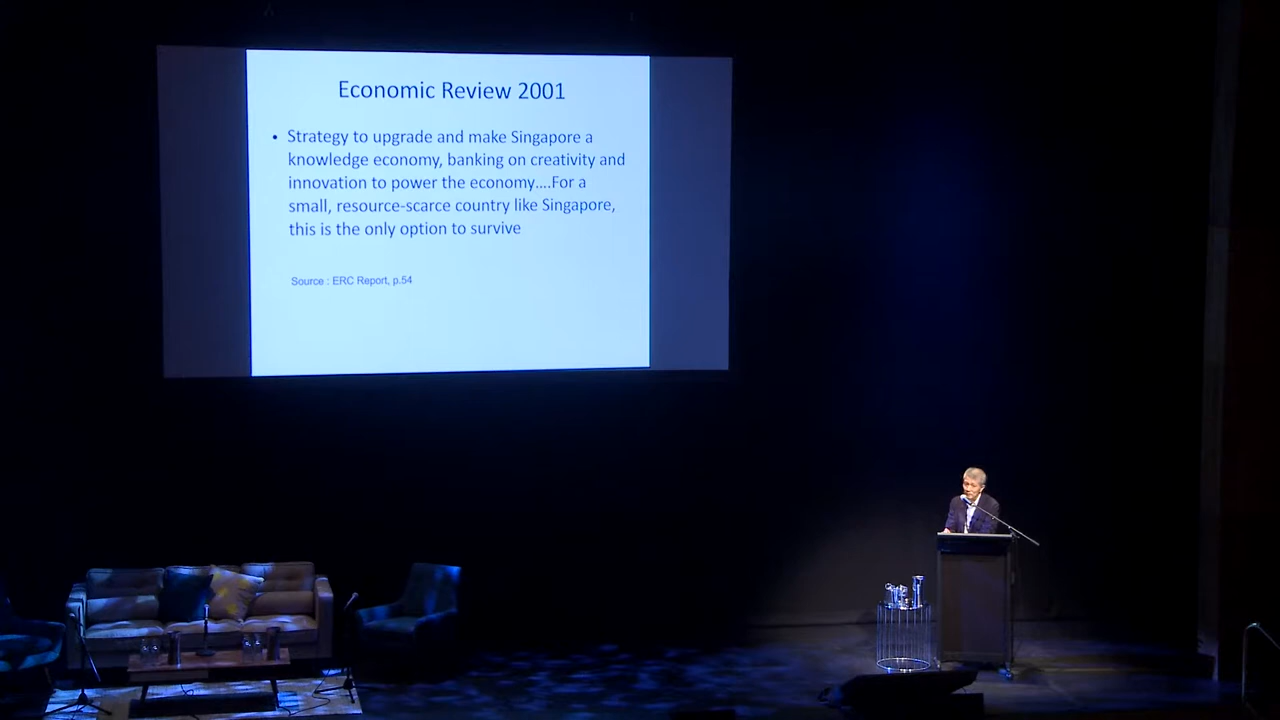 Economic Review 2001
• Strategy to upgrade and make Singapore a
knowledge economy, banking on creativity and
innovation to power the economy....For a
small, resource-scarce country like Singapore,
this is the only option to survive
Source : ERC Report, p.54